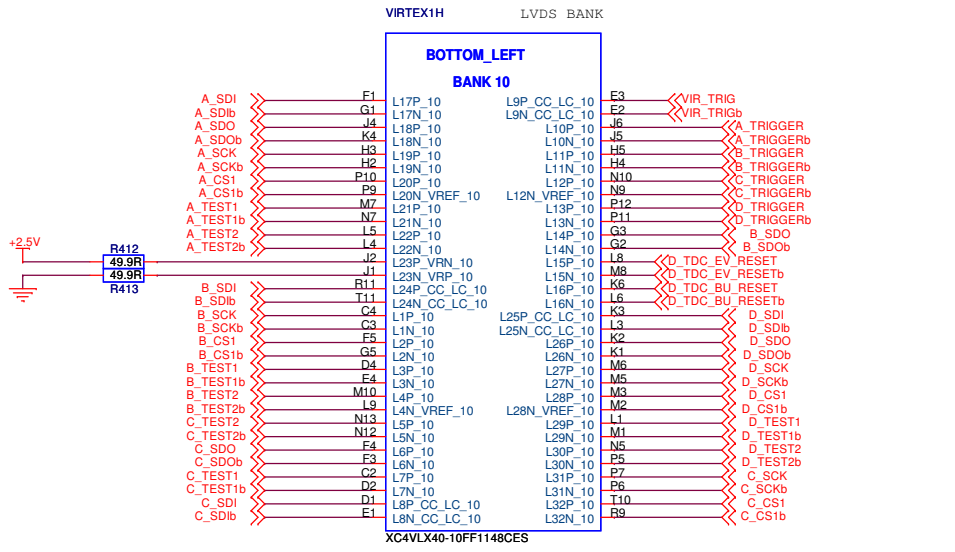 VIRTEX1H LVDS BANK
BOTTOM_LEFT
BANK 10
A_SDI F1 L17P_10 L9P_CC_LC_10 E3 VIR_TRIG
A_SDIb G1 L17N_10 L9N_CC_LC_10 E2 VIR_TRIGb
A_SDO J4 L18P_10 L10P_10 J6 A_TRIGGER
A_SDOb K4 L18N_10 L10N_10 J5 A_TRIGGERb
A_SCK H3 L19P_10 L11P_10 H5 B_TRIGGER
A_SCKb H2 L19N_10 L11N_10 H4 B_TRIGGERb
A_CS1 P10 L20P_10 L12P_10 N10 C_TRIGGER
A_CS1b P9 L20N_VREF_10 L12N_VREF_10 N9 C_TRIGGERb
A_TEST1 M7 L21P_10 L13P_10 P12 D_TRIGGER
A_TEST1b N7 L21N_10 L13N_10 P11 D_TRIGGERb
A_TEST2 L5 L22P_10 L14P_10 G3 B_SDO
A_TEST2b L4 L22N_10 L14N_10 G2 B_SDOb
+2.5V R412 49.9R J2 L23P_VRN_10 L15P_10 L8 D_TDC_EV_RESET
49.9R R413 J1 L23N_VRP_10 L15N_10 M8 D_TDC_EV_RESETb
B_SDI R11 L24P_CC_LC_10 L16P_10 K6 D_TDC_BU_RESET
B_SDIb T11 L24N_CC_LC_10 L16N_10 L6 D_TDC_BU_RESETb
B_SCK C4 L1P_10 L25P_CC_LC_10 K3 D_SDI
B_SCKb C3 L1N_10 L25N_CC_LC_10 L3 D_SDIb
B_CS1 F5 L2P_10 L26P_10 K2 D_SDO
B_CS1b G5 L2N_10 L26N_10 K1 D_SDOb
B_TEST1 D4 L3P_10 L27P_10 M6 D_SCK
B_TEST1b E4 L3N_10 L27N_10 M5 D_SCKb
B_TEST2 M10 L4P_10 L28P_10 M3 D_CS1
B_TEST2b L9 L4N_VREF_10 L28N_VREF_10 M2 D_CS1b
C_TEST2 N13 L5P_10 L29P_10 L1 D_TEST1
C_TEST2b N12 L5N_10 L29N_10 M1 D_TEST1b
C_SDO F4 L6P_10 L30P_10 N5 D_TEST2
C_SDOb F3 L6N_10 L30N_10 P5 D_TEST2b
C_TEST1 C2 L7P_10 L31P_10 P7 C_SCK
C_TEST1b D2 L7N_10 L31N_10 P6 C_SCKb
C_SDI D1 L8P_CC_LC_10 L32P_10 T10 C_CS1
C_SDIb E1 L8N_CC_LC_10 L32N_10 R9 C_CS1b
XC4VLX40-10FF1148CES